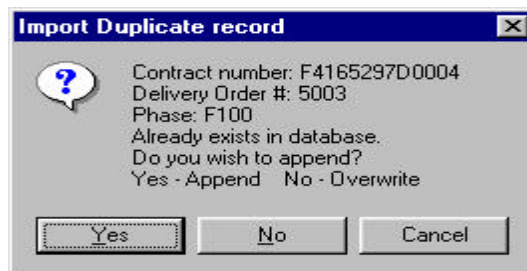 Import Duplicate record
?
Contract number: F4165297D0004
Delivery Order #: 5003
Phase: F100
Already exists in database.
Do you wish to append?
Yes - Append No - Overwrite
Yes No Cancel